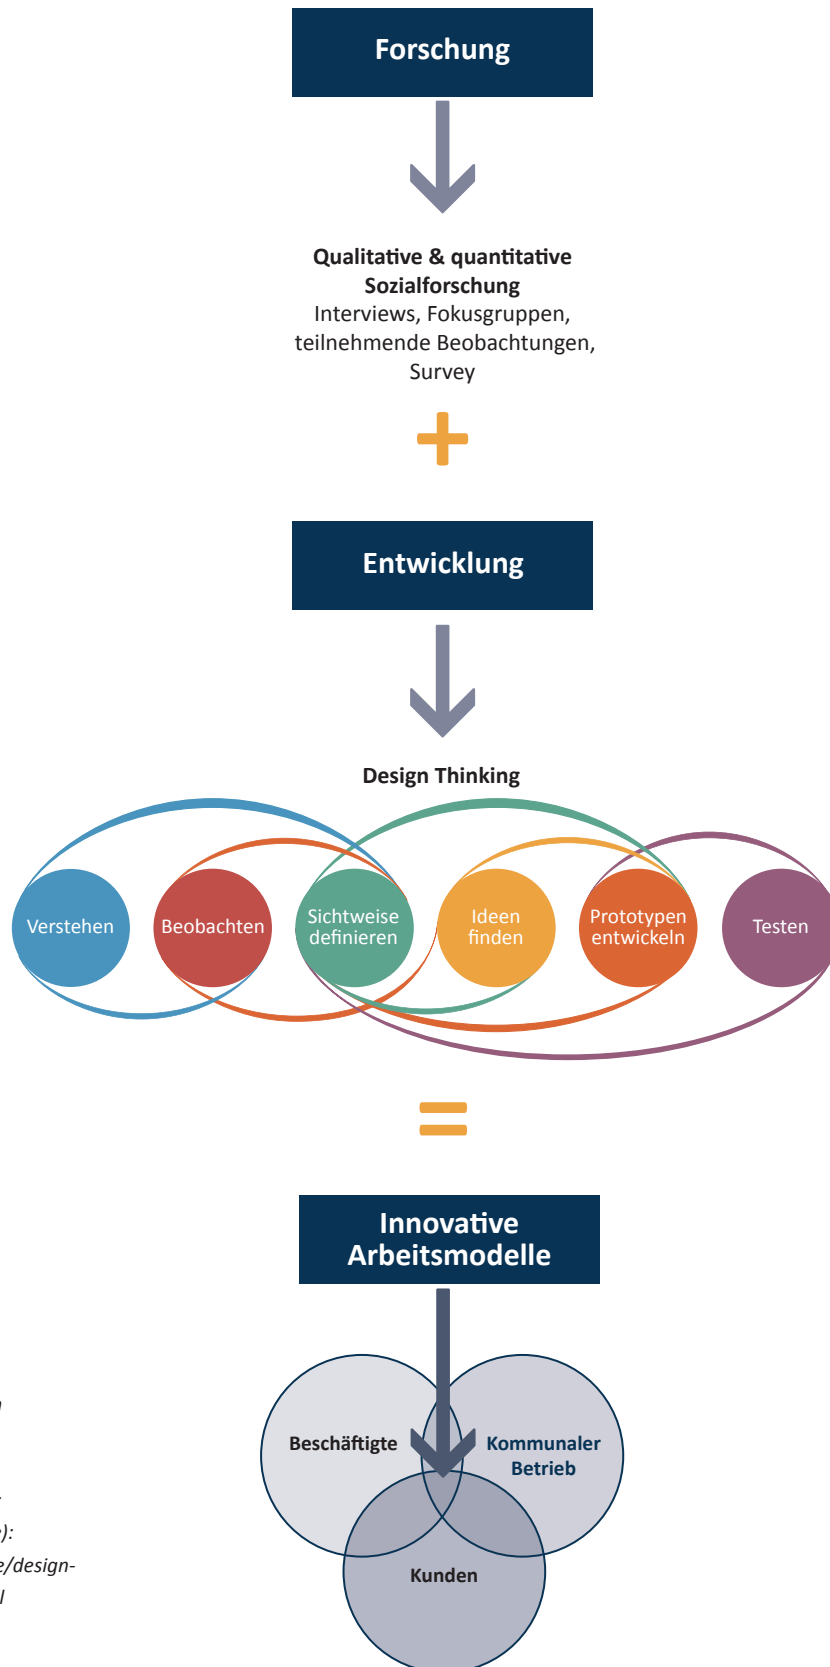 Forschung
Qualitative & quantitative
Sozialforschung
Interviews, Fokusgruppen,
teilnehmende Beobachtungen,
Survey
+
Entwicklung
Design Thinking
Verstehen
Beobachten
Sichtweise
definieren
Ideen
finden
Prototypen
entwickeln
Testen
=
Innovative
Arbeitsmodelle
Beschäftigte
Kommunaler
Betrieb
Kunden
):
e/design-